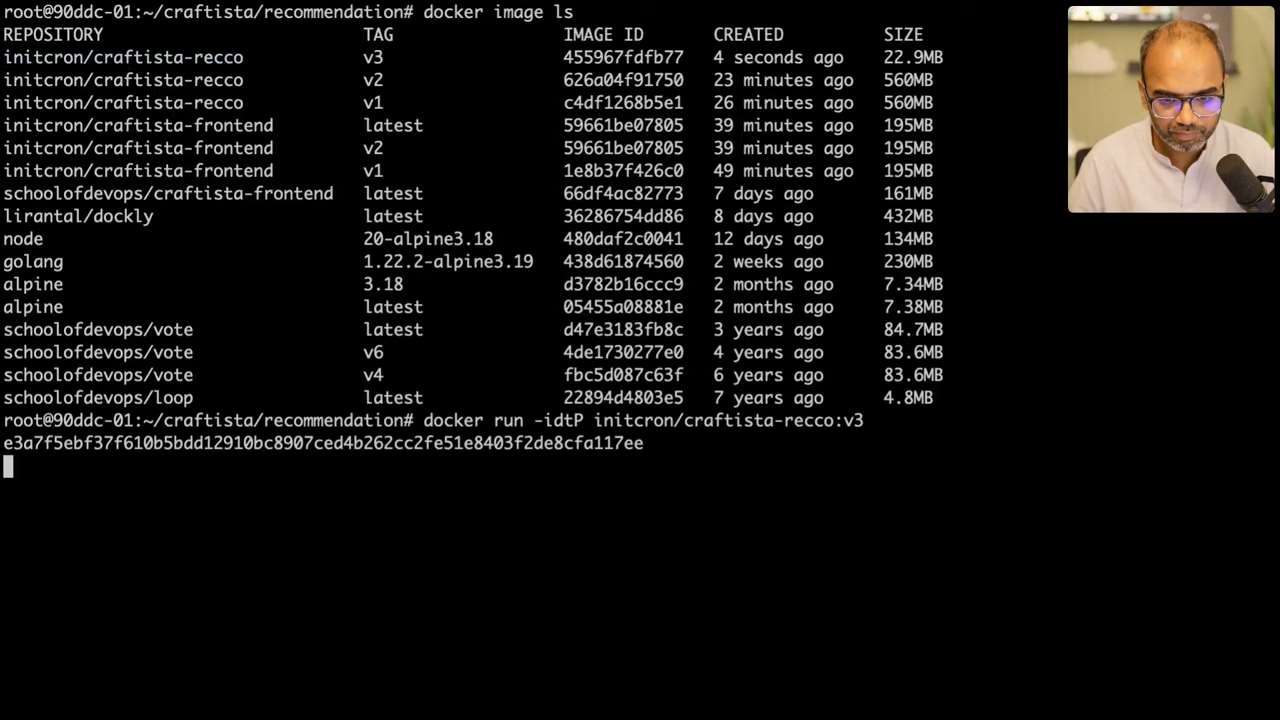 root@90ddc-01:~/craftista/recommendation# docker image ls
REPOSITORY TAG IMAGE ID CREATED SIZE
initcron/craftista-recco v3 455967fdfb77 4 seconds ago 22.9MB
initcron/craftista-recco v2 626a04f91750 23 minutes ago 560MB
initcron/craftista-recco v1 c4df1268b5e1 26 minutes ago 560MB
initcron/craftista-frontend latest 59661be07805 39 minutes ago 195MB
initcron/craftista-frontend v2 59661be07805 39 minutes ago 195MB
initcron/craftista-frontend v1 1e8b37f426c0 49 minutes ago 195MB
schoolofdevops/craftista-frontend latest 66df4ac82773 7 days ago 161MB
lirantal/dockly latest 36286754dd86 8 days ago 432MB
node 20-alpine3.18 480daf2c0041 12 days ago 134MB
golang 1.22.2-alpine3.19 438d61874560 2 weeks ago 230MB
alpine 3.18 d3782b16ccc9 2 months ago 7.34MB
alpine latest 05455a08881e 2 months ago 7.38MB
schoolofdevops/vote latest d47e3183fb8c 3 years ago 84.7MB
schoolofdevops/vote v6 4de1730277e0 4 years ago 83.6MB
schoolofdevops/vote v4 fbc5d087c63f 6 years ago 83.6MB
schoolofdevops/loop latest 22894d4803e5 7 years ago 4.8MB
root@90ddc-01:~/craftista/recommendation# docker run -idtP initcron/craftista-recco:v3
e3a7f5ebf37f610b5bdd12910bc8907ced4b262cc2fe51e8403f2de8cfa117ee